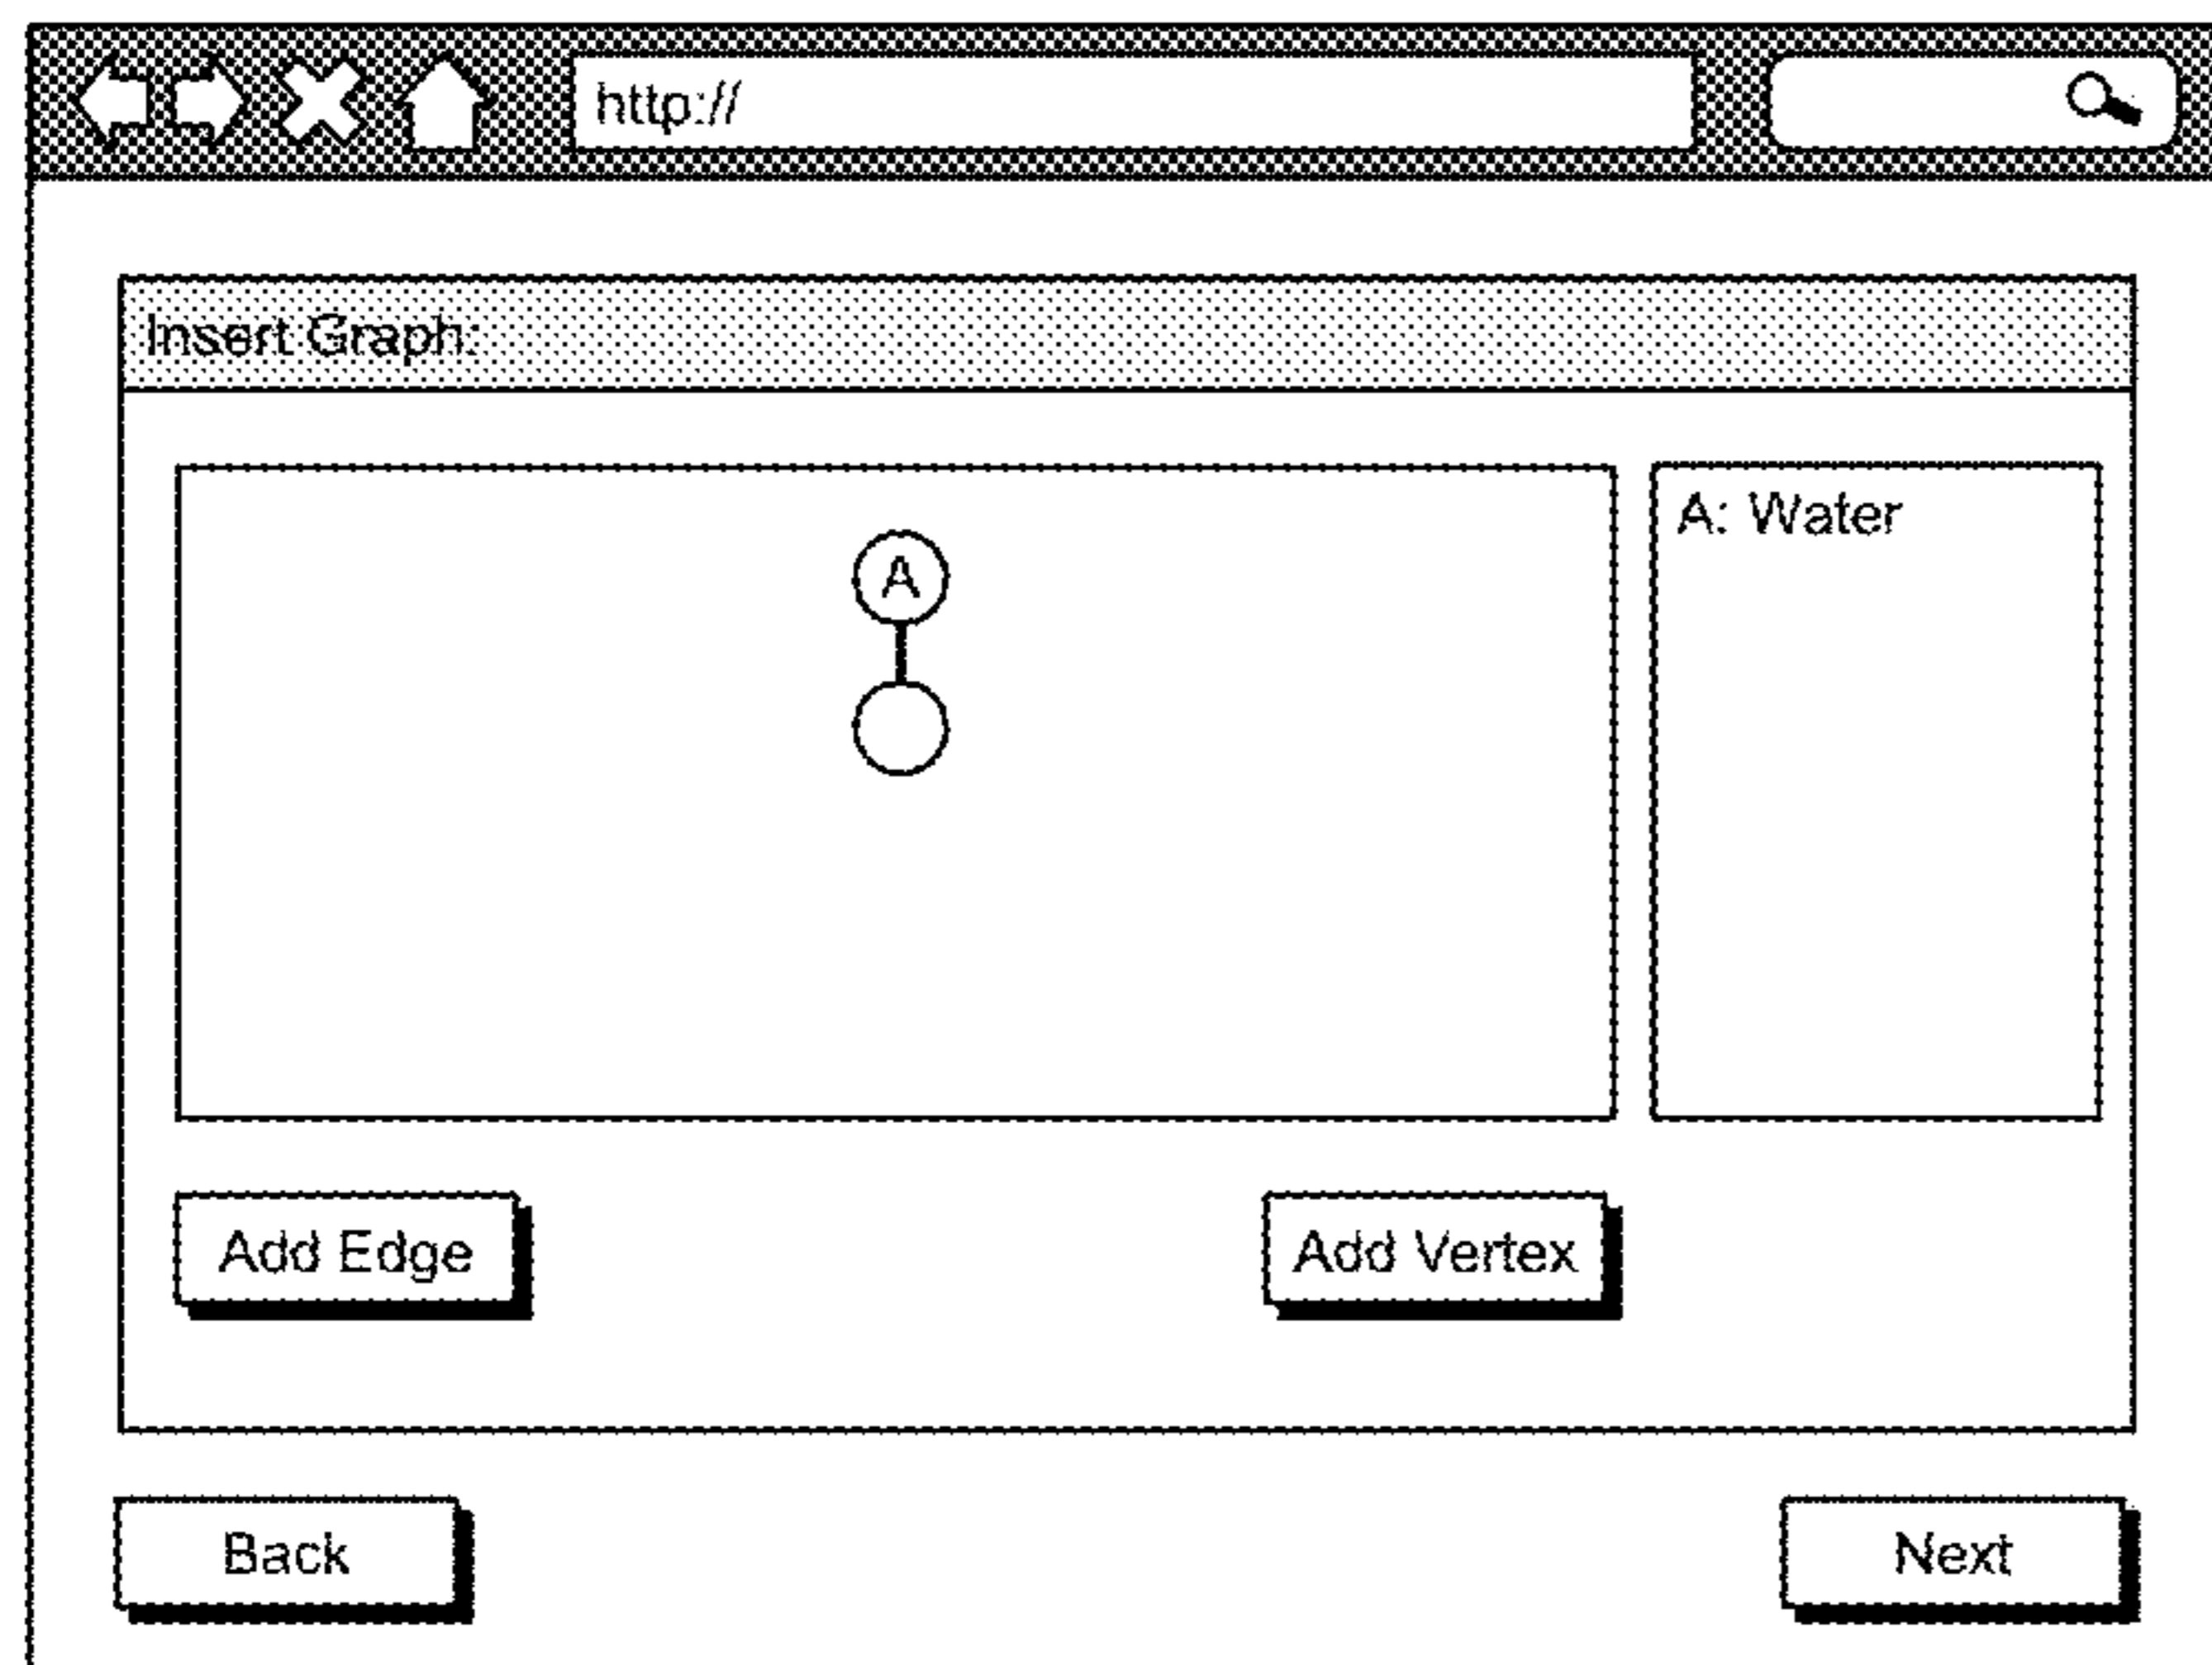 http://
Insert Graph:
A
A: Water
Add Edge
Add Vertex
Back
Next